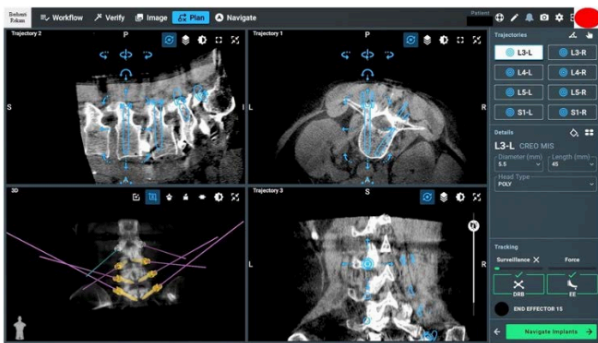 Workflow
Verify
Image
Plan
Navigate
Patient
Trajectory 2
P
S
I
A
Trajectory 1
P
L
R
A
3D
Trajectory 3
S
L
R
Trajectories
L3-L
L3-R
L4-L
L4-R
L5-L
L5-R
S1-L
S1-R
Details
L3-L CREO MIS
Diameter (mm)
5.5
Length (mm)
45
Head Type
POLY
Tracking
Surveillance
Force
DRB
EE
END EFFECTOR 15
Navigate Implants